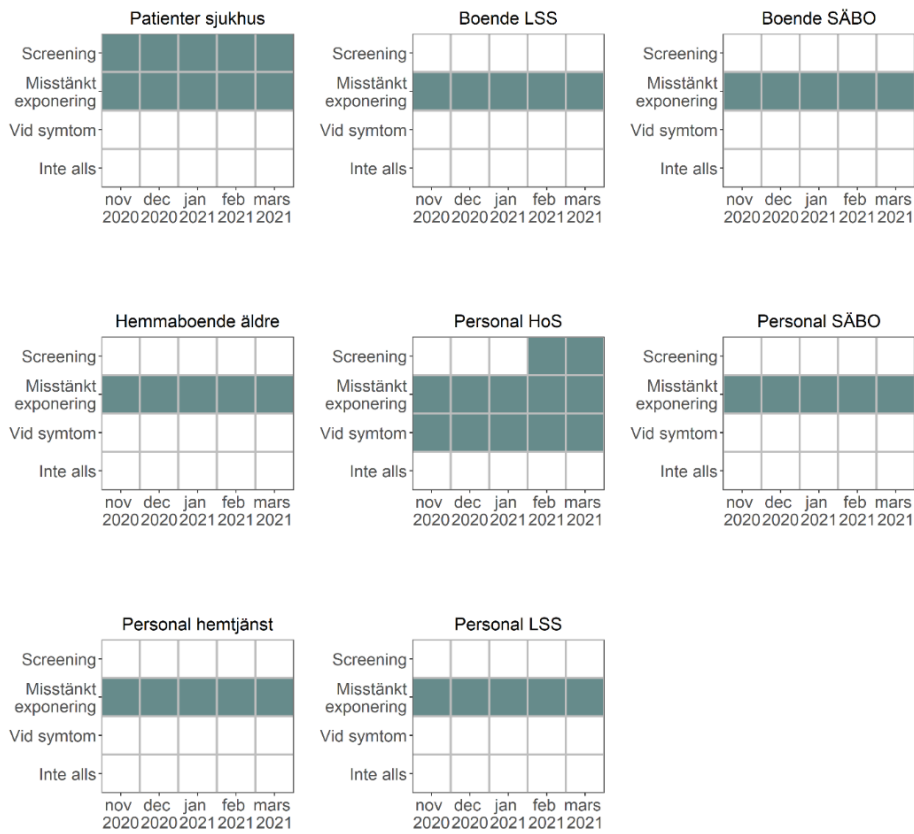 Patienter sjukhus
Screening
Misstänkt
exponering
Vid symtom
Inte alls
nov dec jan feb mars
2020 2020 2021 2021 2021
Boende LSS
Screening
Misstänkt
exponering
Vid symtom
Inte alls
nov dec jan feb mars
2020 2020 2021 2021 2021
Boende SÄBO
Screening
Misstänkt
exponering
Vid symtom
Inte alls
nov dec jan feb mars
2020 2020 2021 2021 2021
Hemmaboende äldre
Screening
Misstänkt
exponering
Vid symtom
Inte alls
nov dec jan feb mars
2020 2020 2021 2021 2021
Personal HoS
Screening
Misstänkt
exponering
Vid symtom
Inte alls
nov dec jan feb mars
2020 2020 2021 2021 2021
Personal SÄBO
Screening
Misstänkt
exponering
Vid symtom
Inte alls
nov dec jan feb mars
2020 2020 2021 2021 2021
Personal hemtjänst
Screening
Misstänkt
exponering
Vid symtom
Inte alls
nov dec jan feb mars
2020 2020 2021 2021 2021
Personal LSS
Screening
Misstänkt
exponering
Vid symtom
Inte alls
nov dec jan feb mars
2020 2020 2021 2021 2021